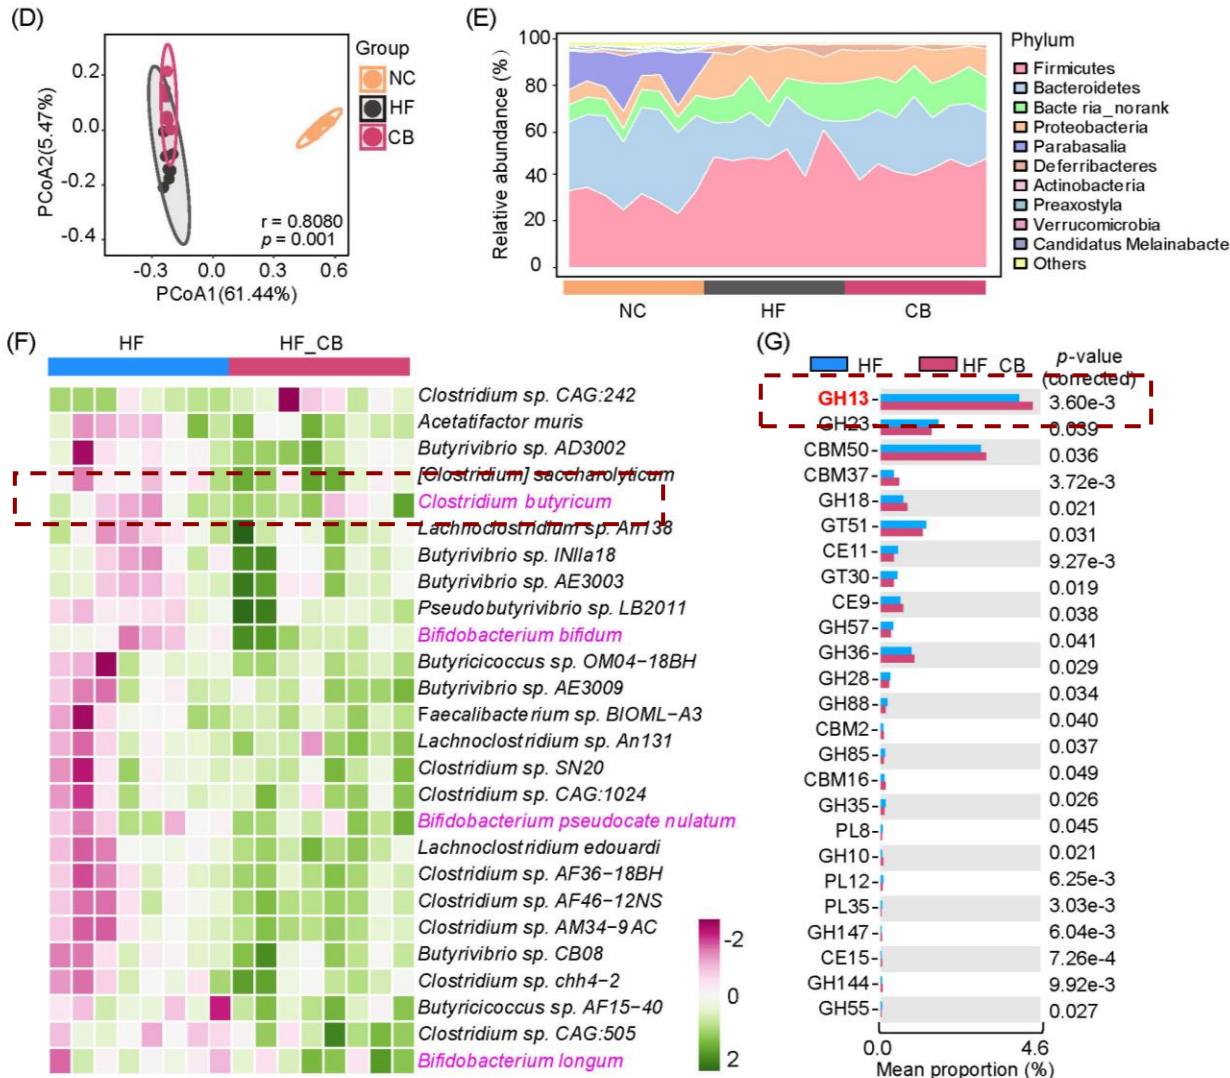 (D)
0.2
0.0
-0.2
-0.4
PCoA2(5.47%)
-0.3
0.0
0.3
0.6
PCoA1(61.44%)
r = 0.8080
p = 0.001
Group
NC
HF
CB
(E)
100
80
60
40
20
0
Relative abundance (%)
NC
HF
CB
Phylum
Firmicutes
Bacteroidetes
Bacte ria_norank
Proteobacteria
Parabasalia
Deferribacteres
Actinobacteria
Preaxostyla
Verrucomicrobia
Candidatus Melainabacte
Others
(F)
HF
HF_CB
Clostridium sp. CAG:242
Acetatifactor muris
Butyrivibrio sp. AD3002
[Clostridium] saccharolyticum
Clostridium butyricum
Lachnoclostridium sp. An138
Butyrivibrio sp. INlla18
Butyrivibrio sp. AE3003
Pseudobutyrivibrio sp. LB2011
Bifidobacterium bifidum
Butyricicoccus sp. OM04−18BH
Butyrivibrio sp. AE3009
Faecalibacterium sp. BIOML−A3
Lachnoclostridium sp. An131
Clostridium sp. SN20
Clostridium sp. CAG:1024
Bifidobacterium pseudocate nulatum
Lachnoclostridium edouardi
Clostridium sp. AF36−18BH
Clostridium sp. AF46−12NS
Clostridium sp. AM34−9AC
Butyrivibrio sp. CB08
Clostridium sp. chh4−2
Butyricicoccus sp. AF15−40
Clostridium sp. CAG:505
Bifidobacterium longum
-2
0
2
(G)
HF
HF_CB
p-value
(corrected)
GH13 3.60e-3
GH23 0.039
CBM50 0.036
CBM37 3.72e-3
GH18 0.021
GT51 0.031
CE11 9.27e-3
GT30 0.019
CE9 0.038
GH57 0.041
GH36 0.029
GH28 0.034
GH88 0.040
CBM2 0.037
GH85 0.049
CBM16 0.026
GH35 0.045
PL8 0.021
GH10 6.25e-3
PL12 3.03e-3
PL35 6.04e-3
GH147 7.26e-4
CE15 9.92e-3
GH144 0.027
GH55
0.0
4.6
Mean proportion (%)